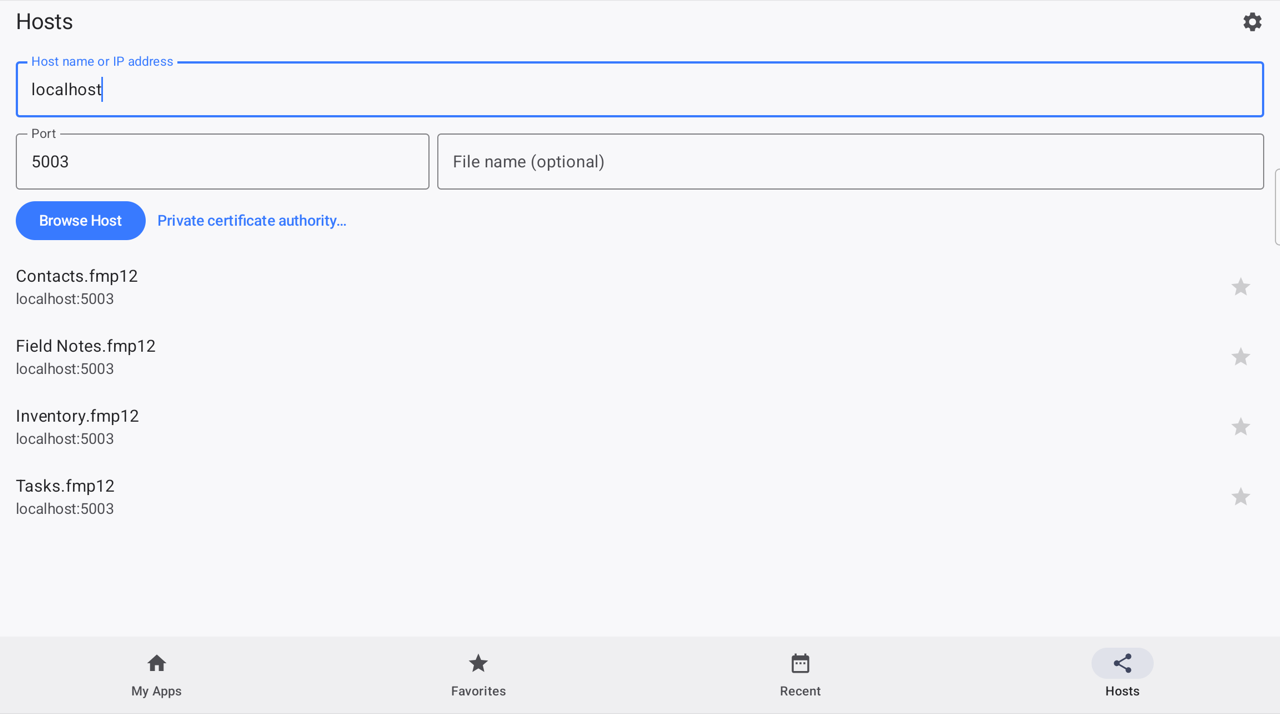 Hosts
Host name or IP address
localhost
Port
5003
File name (optional)
Browse Host
Private certificate authority...
Contacts.fmp12
localhost:5003
Field Notes.fmp12
localhost:5003
Inventory.fmp12
localhost:5003
Tasks.fmp12
localhost:5003
My Apps
Favorites
Recent
Hosts